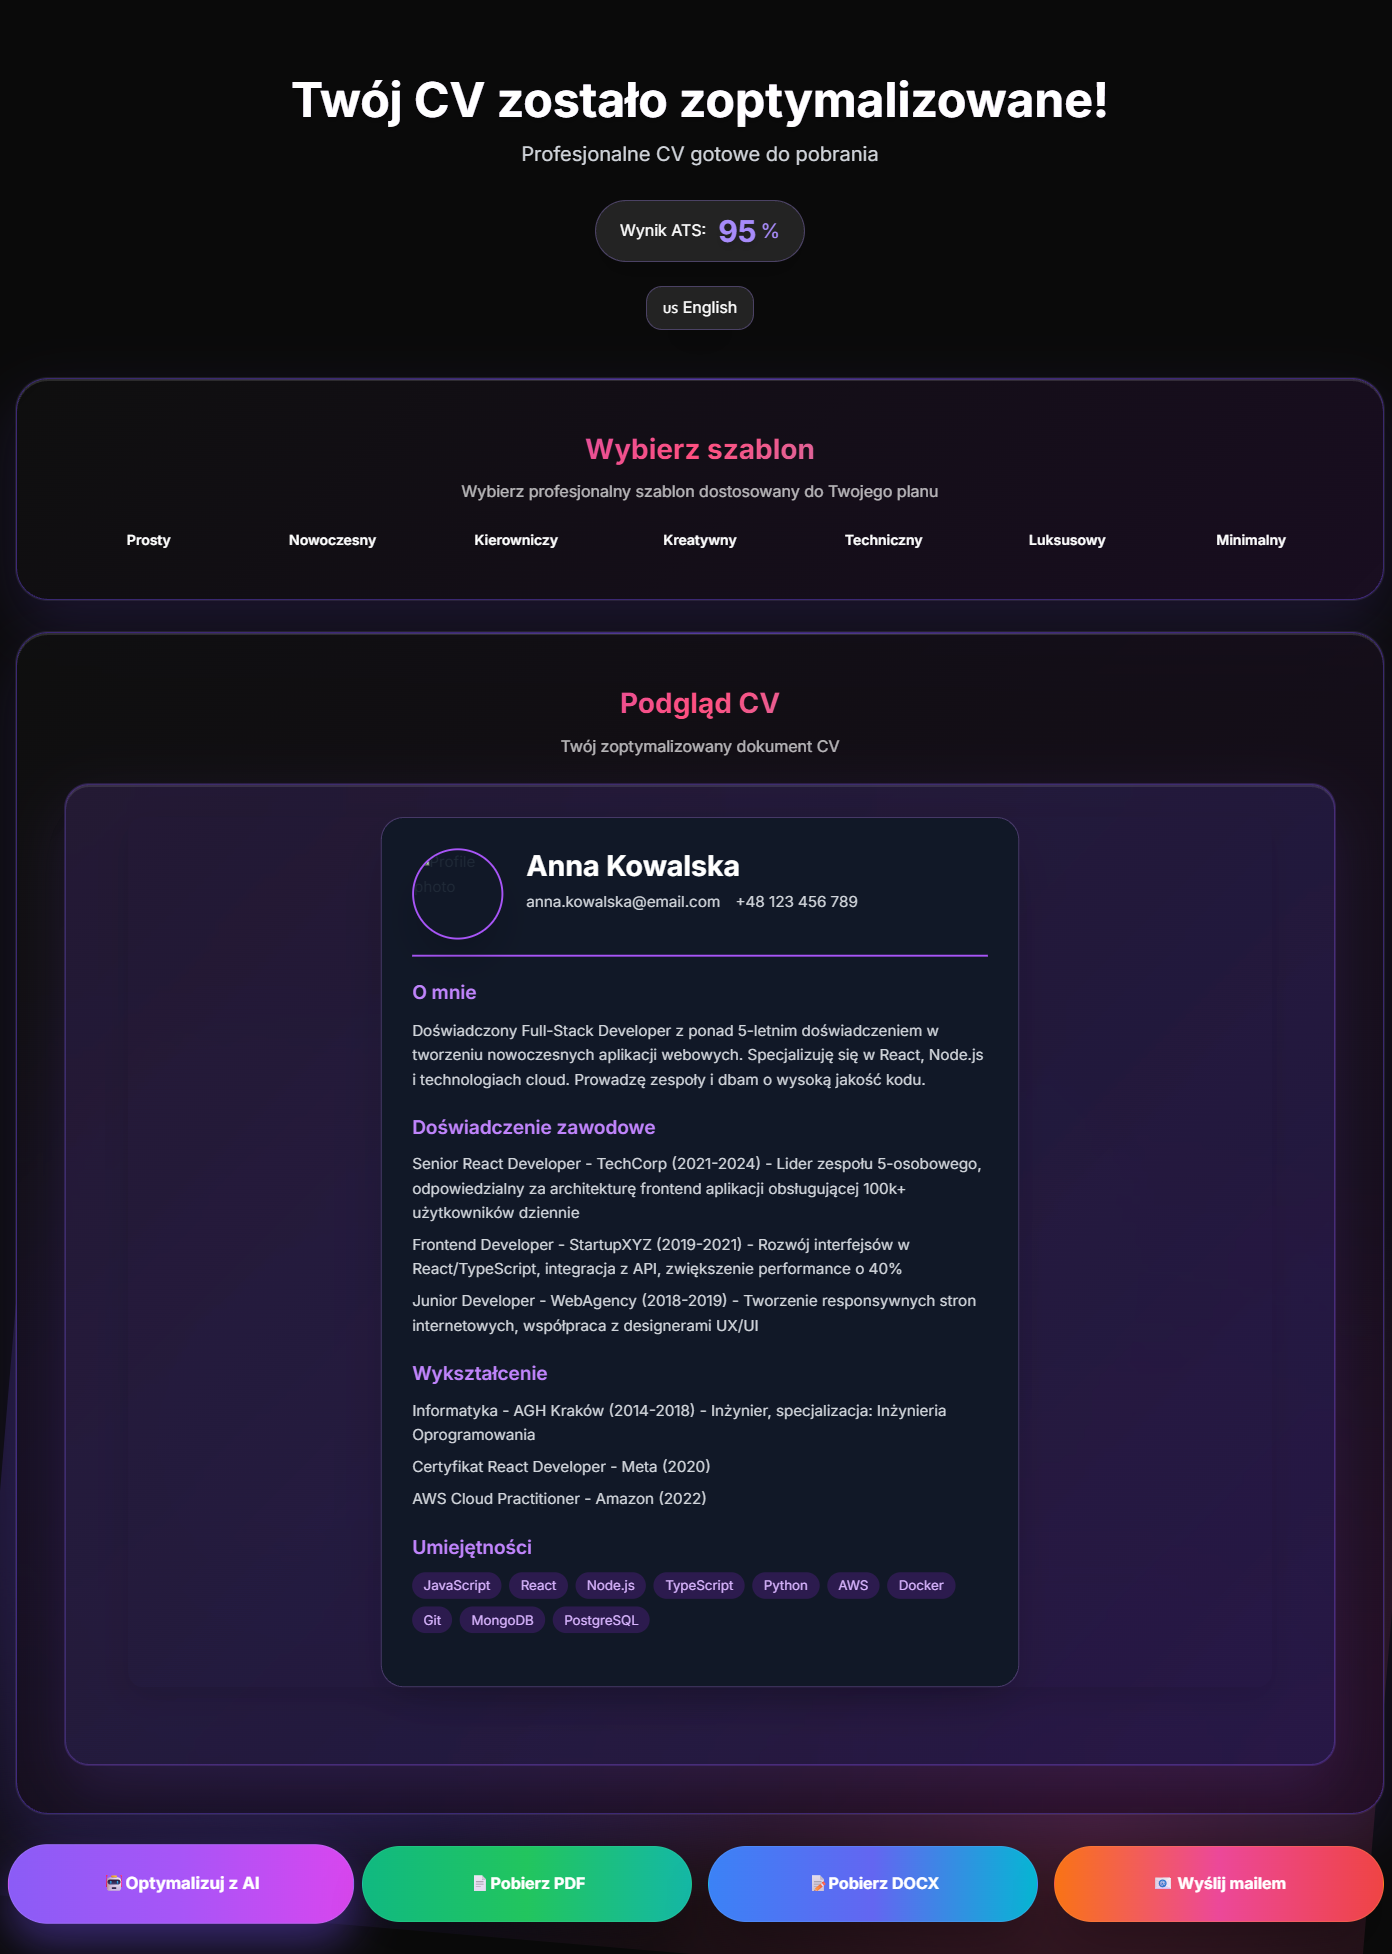 Twój CV zostało zoptymalizowane!
Profesjonalne CV gotowe do pobrania
Wynik ATS: 95 %
US English
Wybierz szablon
Wybierz profesjonalny szablon dostosowany do Twojego planu
Prosty Nowoczesny Kierowniczy Kreatywny Techniczny Luksusowy Minimalny
Podgląd CV
Twój zoptymalizowany dokument CV
Profile
photo
Anna Kowalska
anna.kowalska@email.com +48 123 456 789
O mnie
Doświadczony Full-Stack Developer z ponad 5-letnim doświadczeniem w
tworzeniu nowoczesnych aplikacji webowych. Specjalizuję się w React, Node.js
i technologiach cloud. Prowadzę zespoły i dbam o wysoką jakość kodu.
Doświadczenie zawodowe
Senior React Developer - TechCorp (2021-2024) - Lider zespołu 5-osobowego,
odpowiedzialny za architekturę frontend aplikacji obsługującej 100k+
użytkowników dziennie
Frontend Developer - StartupXYZ (2019-2021) - Rozwój interfejsów w
React/TypeScript, integracja z API, zwiększenie performance o 40%
Junior Developer - WebAgency (2018-2019) - Tworzenie responsywnych stron
internetowych, współpraca z designerami UX/UI
Wykształcenie
Informatyka - AGH Kraków (2014-2018) - Inżynier, specjalizacja: Inżynieria
Oprogramowania
Certyfikat React Developer - Meta (2020)
AWS Cloud Practitioner - Amazon (2022)
Umiejętności
JavaScript React Node.js TypeScript Python AWS Docker
Git MongoDB PostgreSQL
Optymalizuj z AI Pobierz PDF Pobierz DOCX Wyślij mailem